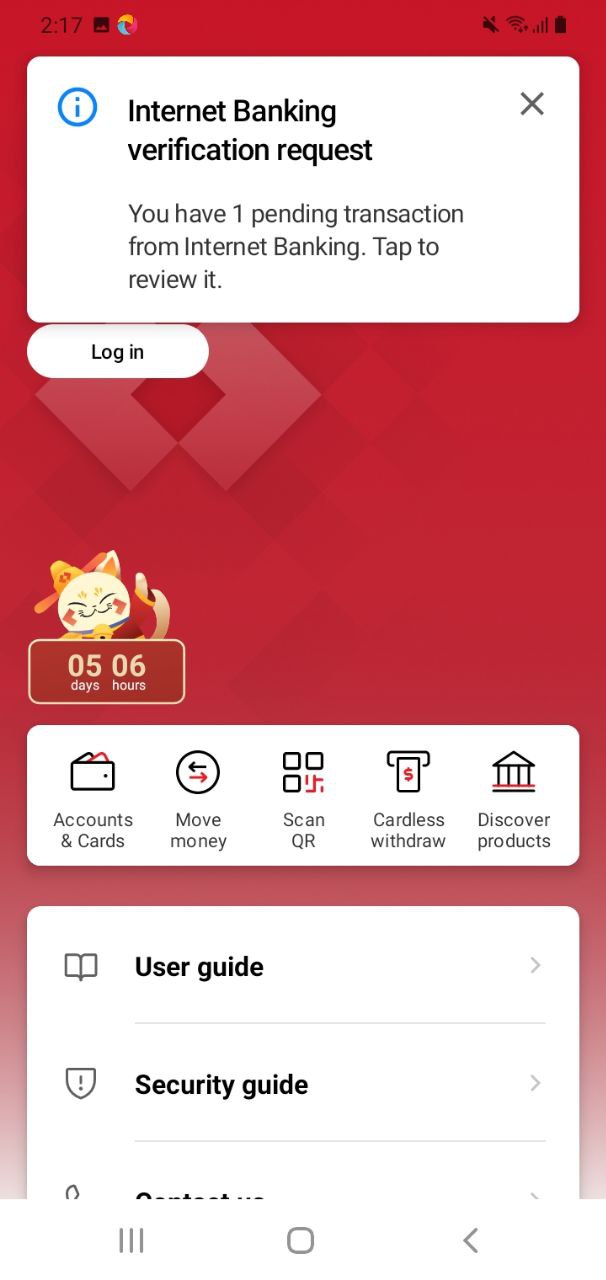 2:17
Internet Banking
verification request
You have 1 pending transaction
from Internet Banking. Tap to
review it.
Log in
05 06
days hours
Accounts
& Cards
Move
money
Scan
QR
Cardless
withdraw
Discover
products
User guide
Security guide
Contact us